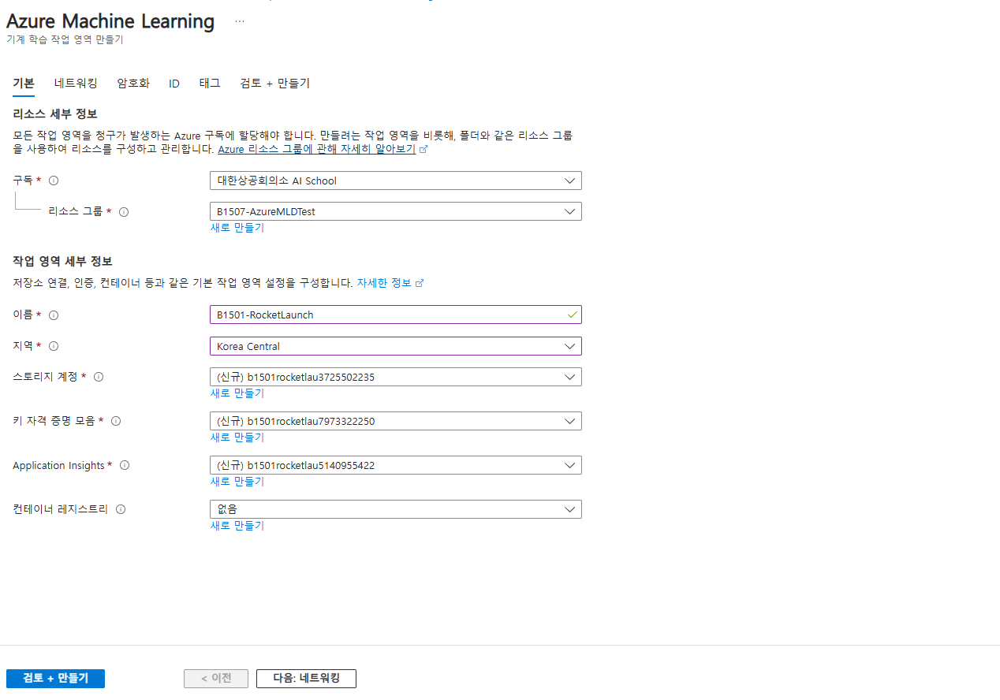 Azure Machine Learning ...
기계 학습 작업 영역 만들기
기본 네트워킹 암호화 ID 태그 검토 + 만들기
리소스 세부 정보
모든 작업 영역을 청구가 발생하는 Azure 구독에 할당해야 합니다. 만들려는 작업 영역을 비롯해, 폴더와 같은 리소스 그룹
을 사용하여 리소스를 구성하고 관리합니다. Azure 리소스 그룹에 관해 자세히 알아보기
구독 * 대한상공회의소 AI School
리소스 그룹 * B1507-AzureMLDTest
새로 만들기
작업 영역 세부 정보
저장소 연결, 인증, 컨테이너 등과 같은 기본 작업 영역 설정을 구성합니다. 자세한 정보
이름 * B1501-RocketLaunch
지역 * Korea Central
스토리지 계정 * (신규) b1501rocketlau3725502235
새로 만들기
키 자격 증명 모음 * (신규) b1501rocketlau7973322250
새로 만들기
Application Insights * (신규) b1501rocketlau5140955422
새로 만들기
컨테이너 레지스트리 없음
새로 만들기
검토 + 만들기 < 이전 다음: 네트워킹